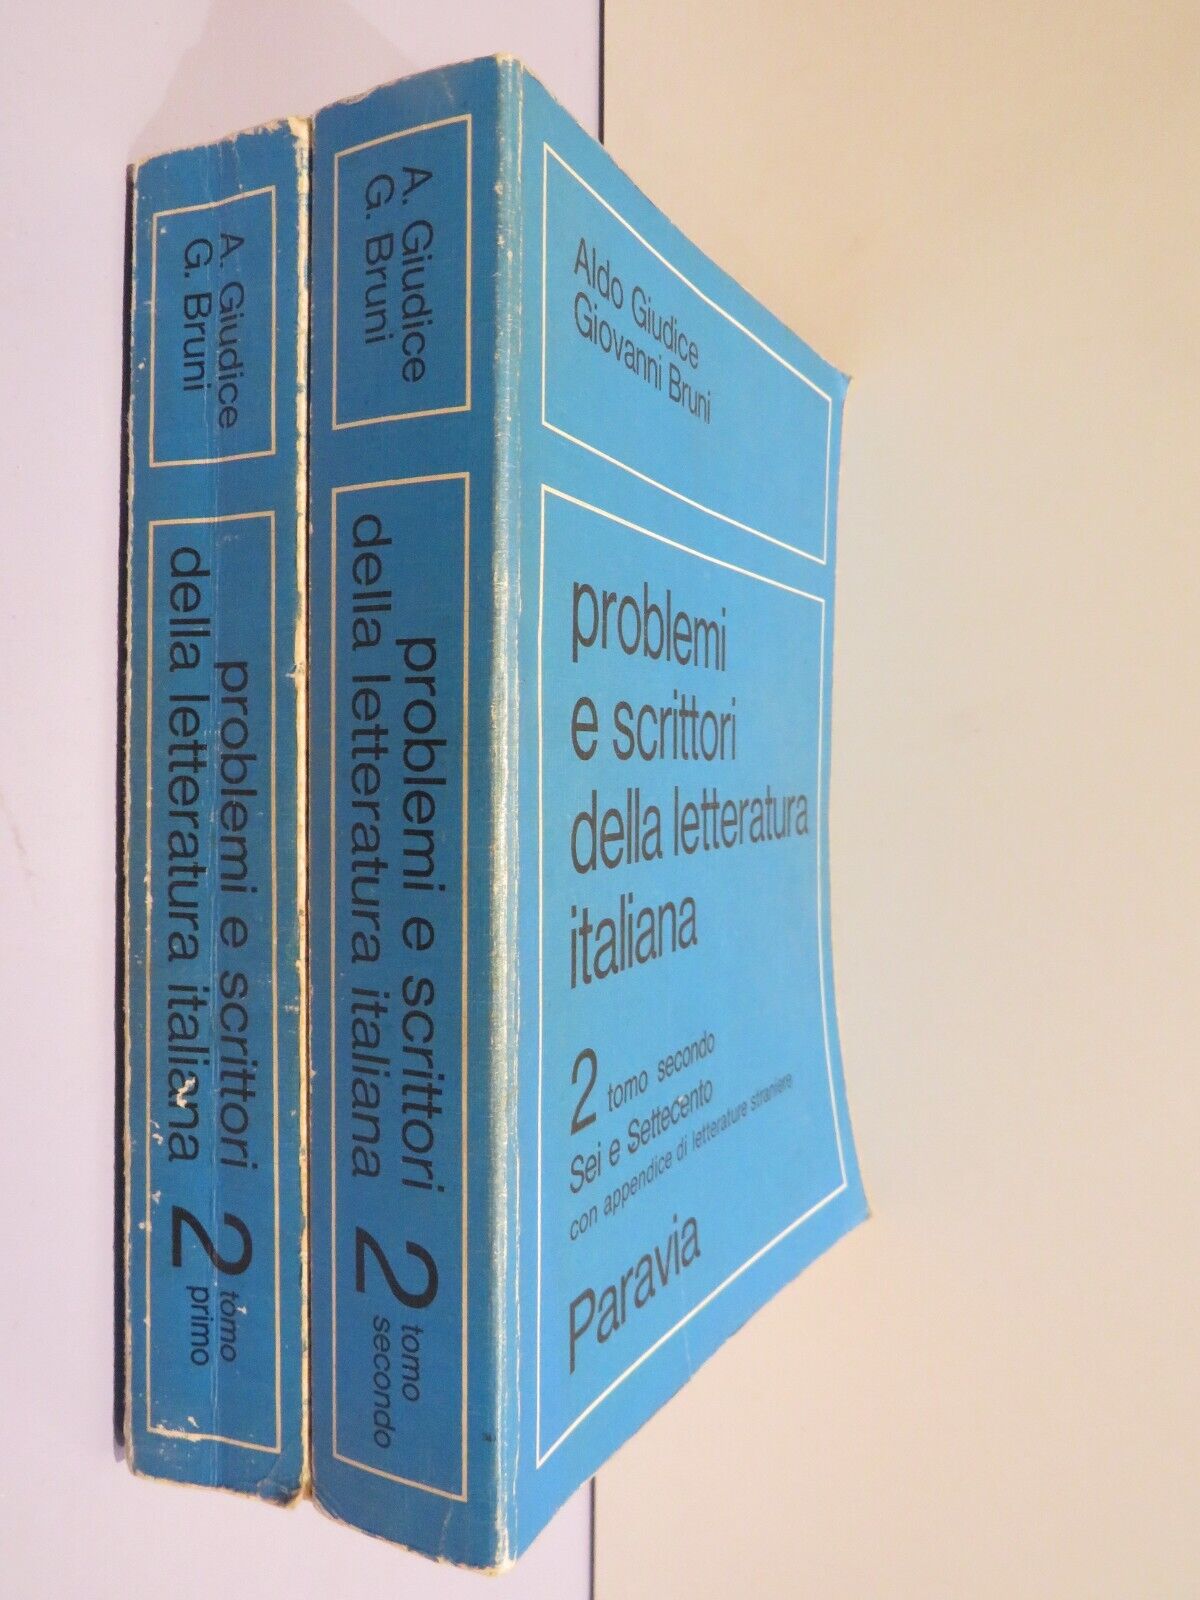 A. Giudice
G. Bruni
problemi e scrittori
della letteratura italiana
2
tomo
primo
A. Giudice
G. Bruni
problemi e scrittori
della letteratura italiana
2
tomo
secondo
Aldo Giudice
Giovanni Bruni
problemi
e scrittori
della letteratura
italiana
2 tomo secondo
Sei e Settecento
con appendice di letterature straniere
Paravia